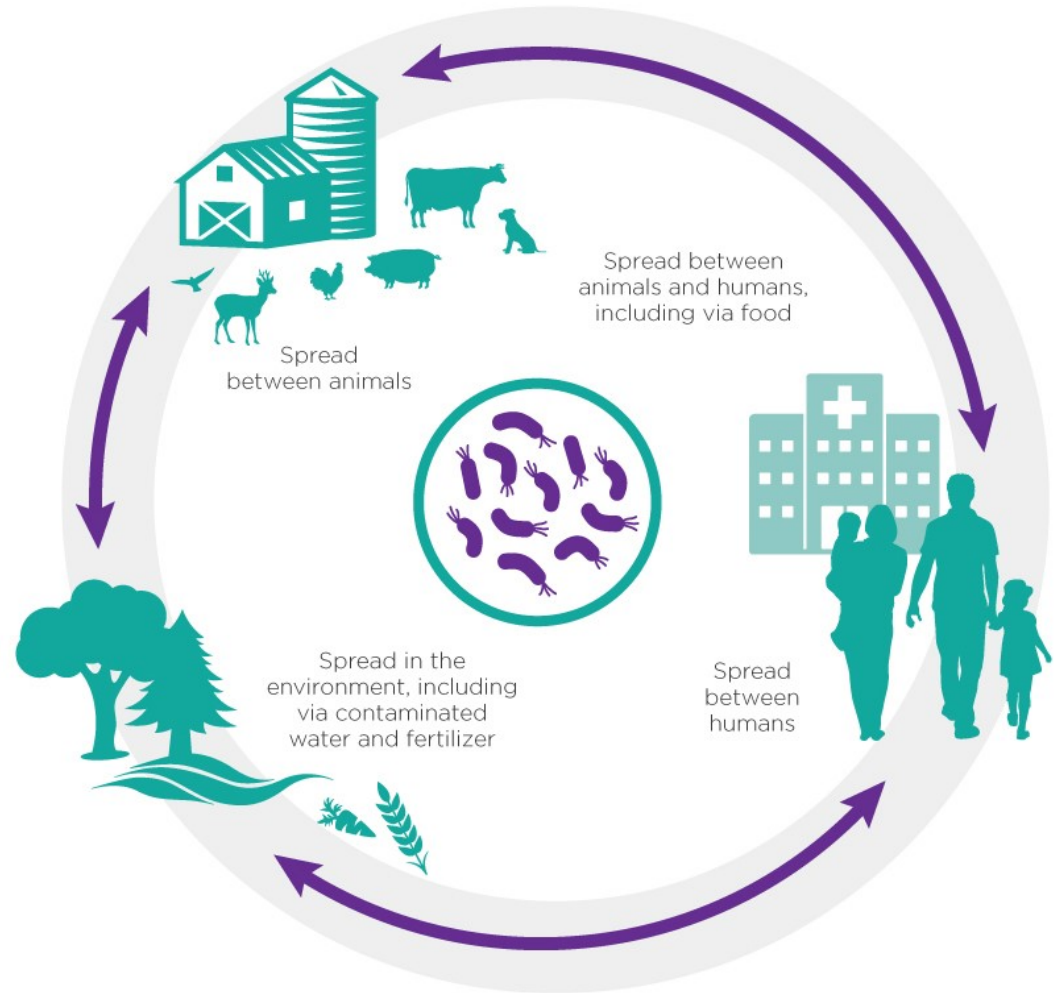 Spread between
animals and humans,
including via food
Spread
between animals
Spread in the
environment, including
via contaminated
water and fertilizer
Spread
between
humans